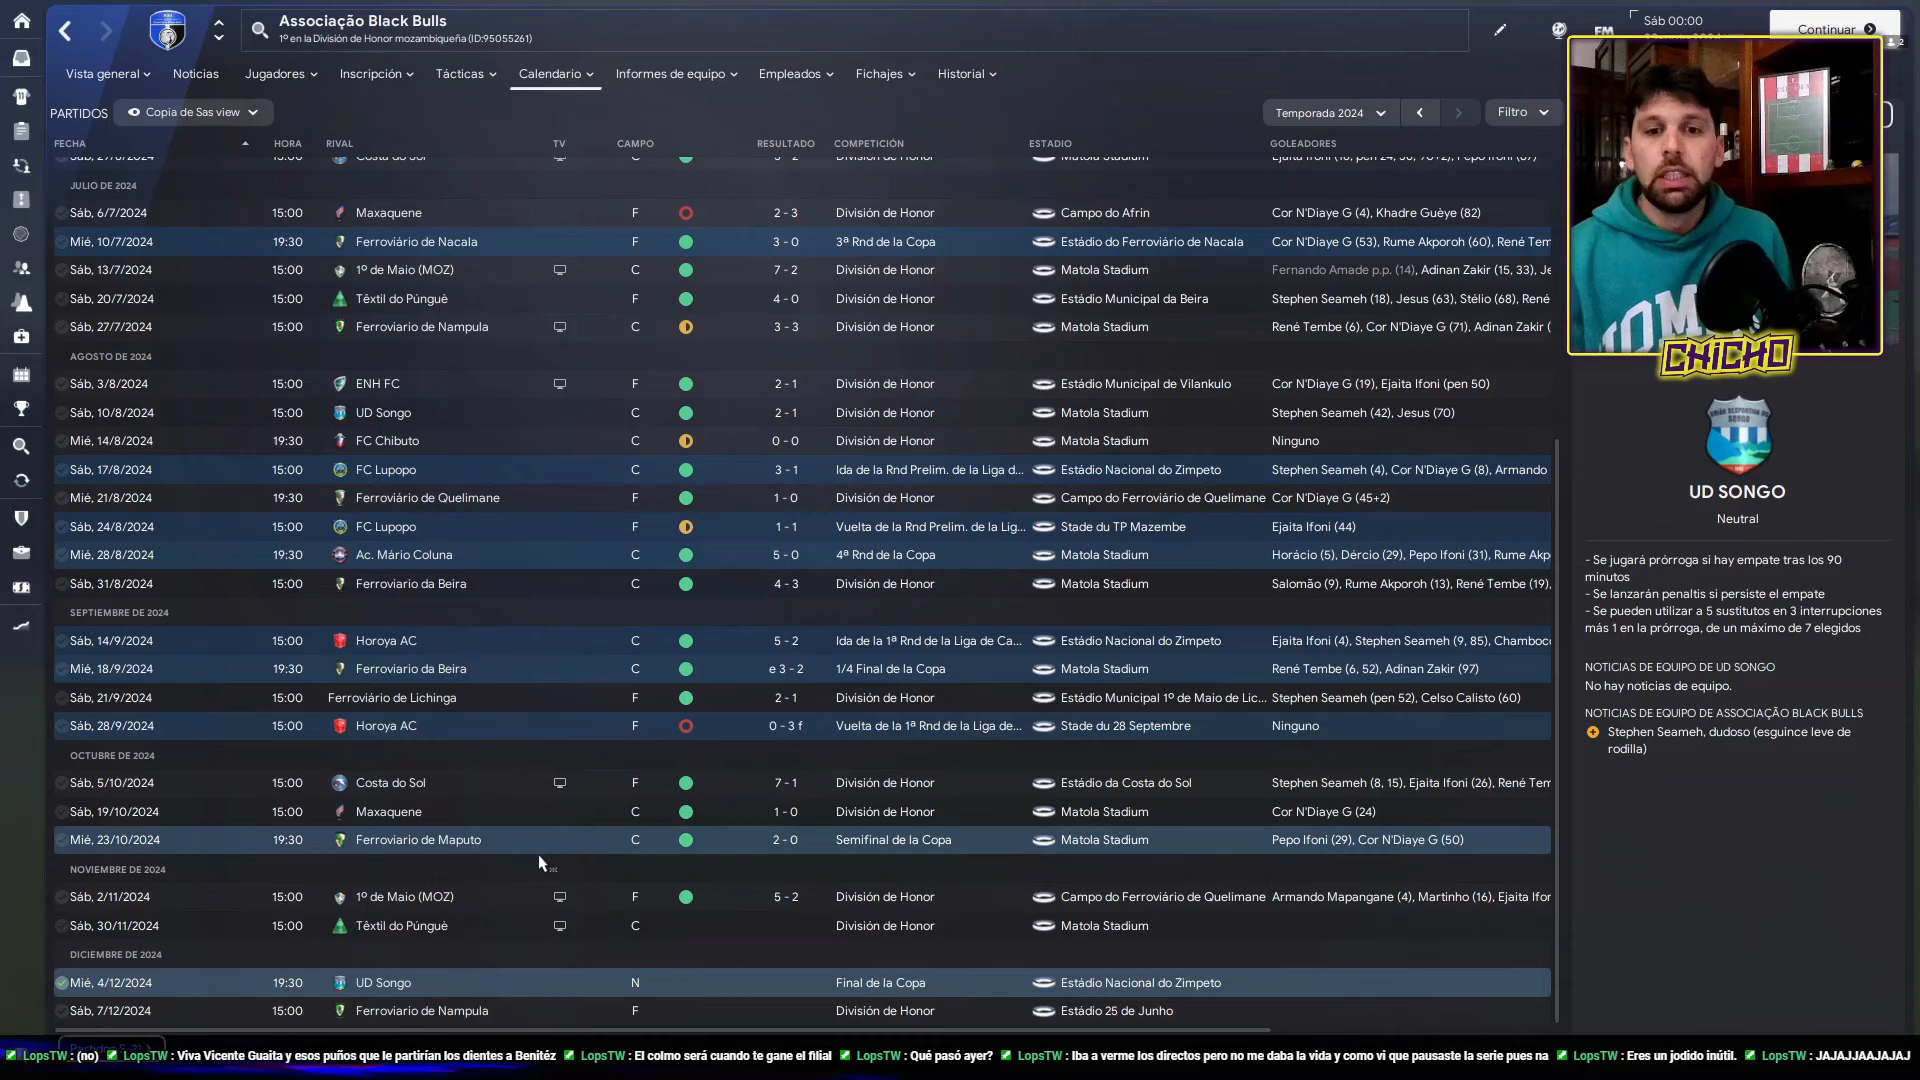 Associação Black Bulls
1º en la División de Honor mozambiqueña (ID:95055261)
FM
Sáb 00:00
Continuar
2
Vista general
Noticias
Jugadores
Inscripción
Tácticas
Calendario
Informes de equipo
Empleados
Fichajes
Historial
PARTIDOS
Copia de Sas view
Temporada 2024
Filtro
FECHA HORA RIVAL TV CAMPO RESULTADO COMPETICIÓN ESTADIO GOLEADORES
JULIO DE 2024
Sáb, 6/7/2024 15:00 Maxaquene F 2 - 3 División de Honor Campo do Afrin Cor N'Diaye G (4), Khadre Guèye (82)
Mié, 10/7/2024 19:30 Ferroviário de Nacala F 3 - 0 3ª Rnd de la Copa Estádio do Ferroviário de Nacala Cor N'Diaye G (53), Rume Akporoh (60), René Tem
Sáb, 13/7/2024 15:00 1º de Maio (MOZ) C 7 - 2 División de Honor Matola Stadium Fernando Amade p.p. (14), Adinan Zakir (15, 33), Je
Sáb, 20/7/2024 15:00 Têxtil do Púnguè F 4 - 0 División de Honor Estádio Municipal da Beira Stephen Seameh (18), Jesus (63), Stélio (68), René
Sáb, 27/7/2024 15:00 Ferroviario de Nampula C 3 - 3 División de Honor Matola Stadium René Tembe (6), Cor N'Diaye G (71), Adinan Zakir (
AGOSTO DE 2024
Sáb, 3/8/2024 15:00 ENH FC F 2 - 1 División de Honor Estádio Municipal de Vilankulo Cor N'Diaye G (19), Ejaita Ifoni (pen 50)
Sáb, 10/8/2024 15:00 UD Songo C 2 - 1 División de Honor Matola Stadium Stephen Seameh (42), Jesus (70)
Mié, 14/8/2024 19:30 FC Chibuto C 0 - 0 División de Honor Matola Stadium Ninguno
Sáb, 17/8/2024 15:00 FC Lupopo C 3 - 1 Ida de la Rnd Prelim. de la Liga d... Estádio Nacional do Zimpeto Stephen Seameh (4), Cor N'Diaye G (8), Armando
Mié, 21/8/2024 19:30 Ferroviário de Quelimane F 1 - 0 División de Honor Campo do Ferroviário de Quelimane Cor N'Diaye G (45+2)
Sáb, 24/8/2024 15:00 FC Lupopo F 1 - 1 Vuelta de la Rnd Prelim. de la Lig... Stade du TP Mazembe Ejaita Ifoni (44)
Mié, 28/8/2024 19:30 Ac. Mário Coluna C 5 - 0 4ª Rnd de la Copa Matola Stadium Horácio (5), Dércio (29), Pepo Ifoni (31), Rume Akp
Sáb, 31/8/2024 15:00 Ferroviario da Beira C 4 - 3 División de Honor Matola Stadium Salomão (9), Rume Akporoh (13), René Tembe (19),
SEPTIEMBRE DE 2024
Sáb, 14/9/2024 15:00 Horoya AC C 5 - 2 Ida de la 1ª Rnd de la Liga de Ca... Estádio Nacional do Zimpeto Ejaita Ifoni (4), Stephen Seameh (9, 85), Chamboc
Mié, 18/9/2024 19:30 Ferroviario da Beira C e 3 - 2 1/4 Final de la Copa Matola Stadium René Tembe (6, 52), Adinan Zakir (97)
Sáb, 21/9/2024 15:00 Ferroviário de Lichinga F 2 - 1 División de Honor Estádio Municipal 1º de Maio de Lic... Stephen Seameh (pen 52), Celso Calisto (60)
Sáb, 28/9/2024 15:00 Horoya AC F 0 - 3 f Vuelta de la 1ª Rnd de la Liga de... Stade du 28 Septembre Ninguno
OCTUBRE DE 2024
Sáb, 5/10/2024 15:00 Costa do Sol F 7 - 1 División de Honor Estádio da Costa do Sol Stephen Seameh (8, 15), Ejaita Ifoni (26), René Tem
Sáb, 19/10/2024 15:00 Maxaquene C 1 - 0 División de Honor Matola Stadium Cor N'Diaye G (24)
Mié, 23/10/2024 19:30 Ferroviario de Maputo C 2 - 0 Semifinal de la Copa Matola Stadium Pepo Ifoni (29), Cor N'Diaye G (50)
NOVIEMBRE DE 2024
Sáb, 2/11/2024 15:00 1º de Maio (MOZ) F 5 - 2 División de Honor Campo do Ferroviário de Quelimane Armando Mapangane (4), Martinho (16), Ejaita Ifor
Sáb, 30/11/2024 15:00 Têxtil do Púnguè C División de Honor Matola Stadium
DICIEMBRE DE 2024
Mié, 4/12/2024 19:30 UD Songo N Final de la Copa Estádio Nacional do Zimpeto
Sáb, 7/12/2024 15:00 Ferroviario de Nampula F División de Honor Estádio 25 de Junho
CHICHO
UD SONGO
Neutral
- Se jugará prórroga si hay empate tras los 90
minutos
- Se lanzarán penaltis si persiste el empate
- Se pueden utilizar a 5 sustitutos en 3 interrupciones
más 1 en la prórroga, de un máximo de 7 elegidos
NOTICIAS DE EQUIPO DE UD SONGO
No hay noticias de equipo.
NOTICIAS DE EQUIPO DE ASSOCIAÇÃO BLACK BULLS
Stephen Seameh, dudoso (esguince leve de
rodilla)
LopsTW : (no) LopsTW : Viva Vicente Guaita y esos puños que le partirían los dientes a Benitéz LopsTW : El colmo será cuando te gane el filial LopsTW : Qué pasó ayer? LopsTW : Iba a verme los directos pero no me daba la vida y como vi que pausaste la serie pues na LopsTW : Eres un jodido inútil. LopsTW : JAJAJJAAJAJAJ